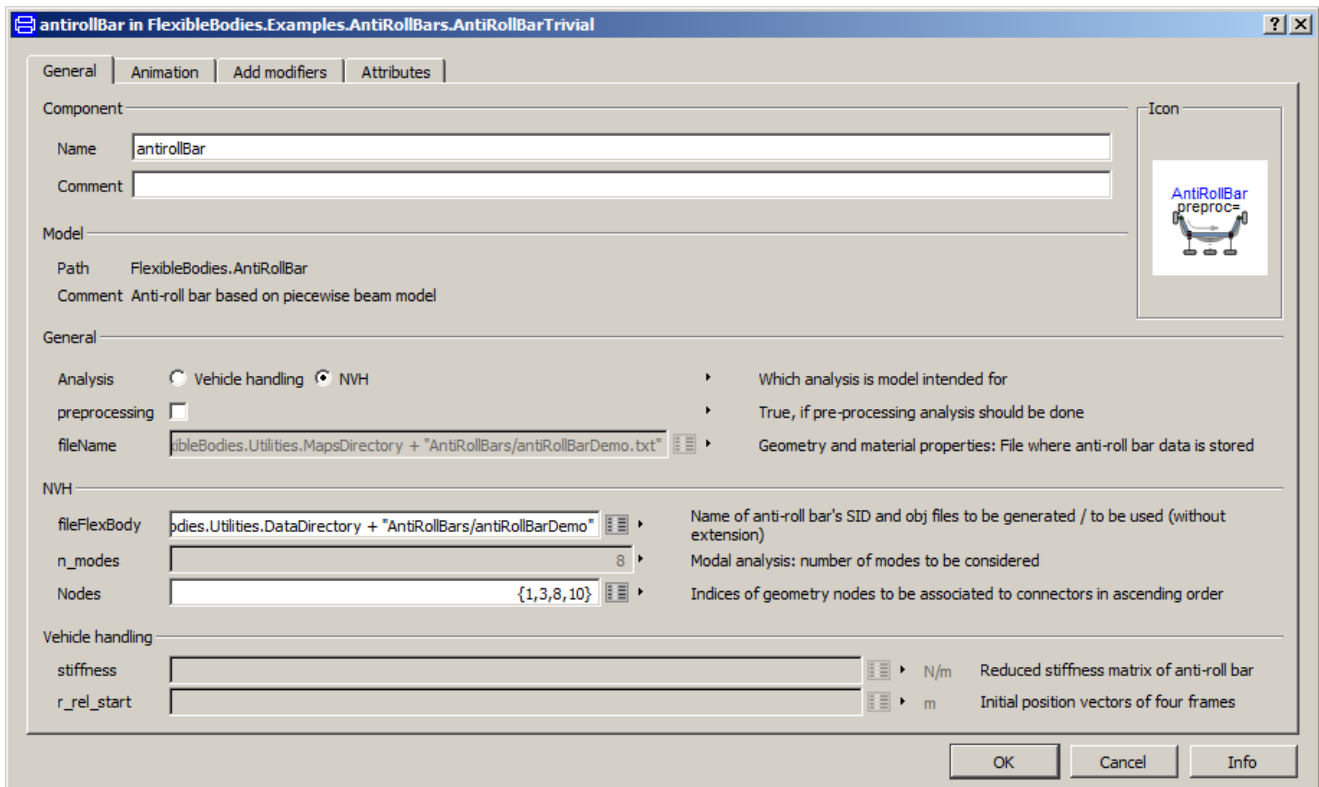 antirollBar in FlexibleBodies.Examples.AntiRollBars.AntiRollBarTrivial
General Animation Add modifiers Attributes
Component
Icon
Name antirollBar
Comment
AntiRollBar
preproc=
Model
Path FlexibleBodies.AntiRollBar
Comment Anti-roll bar based on piecewise beam model
General
Analysis Vehicle handling NVH Which analysis is model intended for
preprocessing True, if pre-processing analysis should be done
fileName xibleBodies.Utilities.MapsDirectory + "AntiRollBars/antiRollBarDemo.txt" Geometry and material properties: File where anti-roll bar data is stored
NVH
fileFlexBody odies.Utilities.DataDirectory + "AntiRollBars/antiRollBarDemo" Name of anti-roll bar's SID and obj files to be generated / to be used (without
extension)
n_modes 8 Modal analysis: number of modes to be considered
Nodes {1,3,8,10} Indices of geometry nodes to be associated to connectors in ascending order
Vehicle handling
stiffness N/m Reduced stiffness matrix of anti-roll bar
r_rel_start m Initial position vectors of four frames
OK Cancel Info